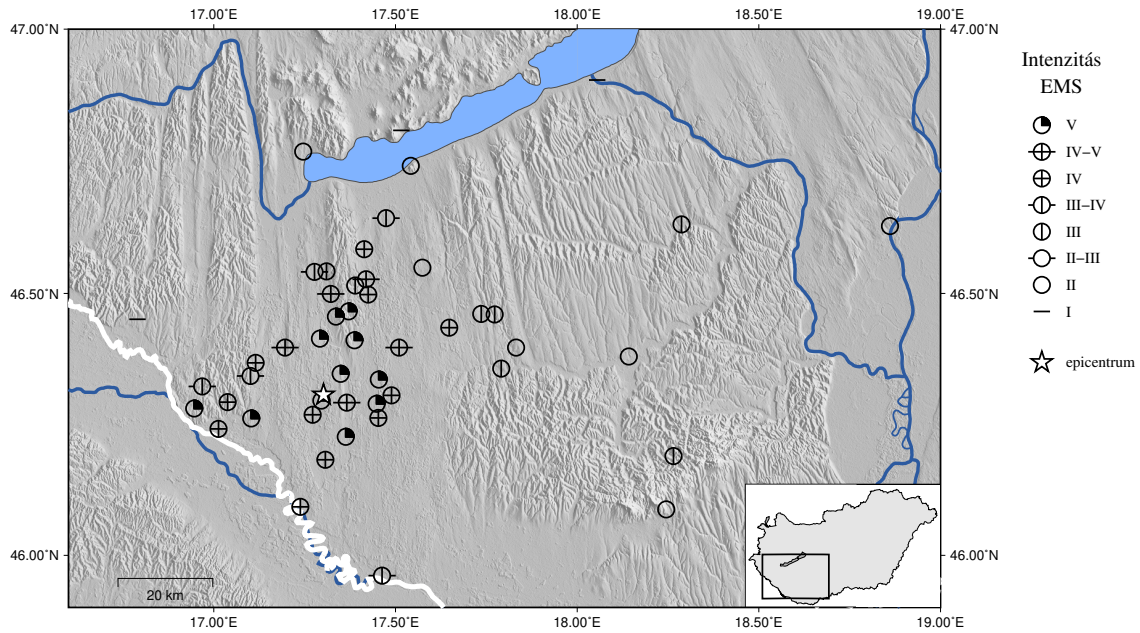 17.00°E 17.50°E 18.00°E 18.50°E 19.00°E
47.00°N 47.00°N
Intenzitás
EMS
V
IV–V
IV
III–IV
III
II–III
II
I
epicentrum
46.50°N 46.50°N
46.00°N 46.00°N
20 km
17.00°E 17.50°E 18.00°E 18.50°E 19.00°E